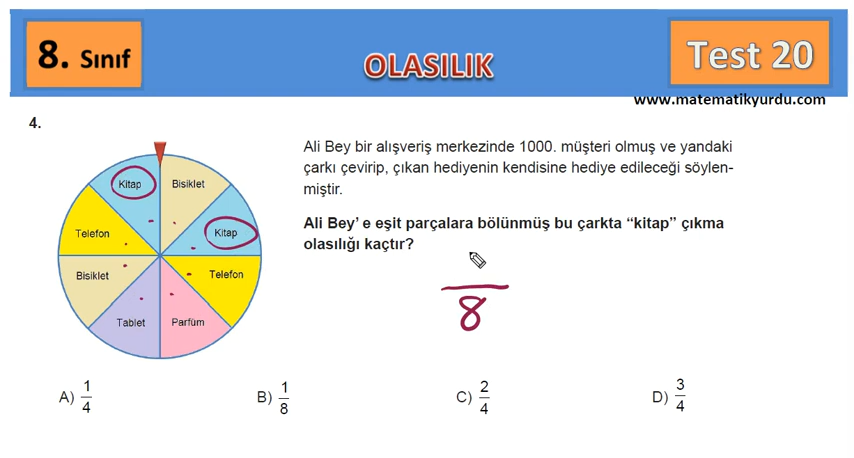 8. Sınıf
OLASILIK
Test 20
www.matematikyurdu.com
4.
Ali Bey bir alışveriş merkezinde 1000. müşteri olmuş ve yandaki
çarkı çevirip, çıkan hediyenin kendisine hediye edileceği söylen-
miştir.
Ali Bey' e eşit parçalara bölünmüş bu çarkta “kitap” çıkma
olasılığı kaçtır?
Kitap
Bisiklet
Telefon
Kitap
Bisiklet
Telefon
Tablet
Parfüm
8
A) 1/4
B) 1/8
C) 2/4
D) 3/4